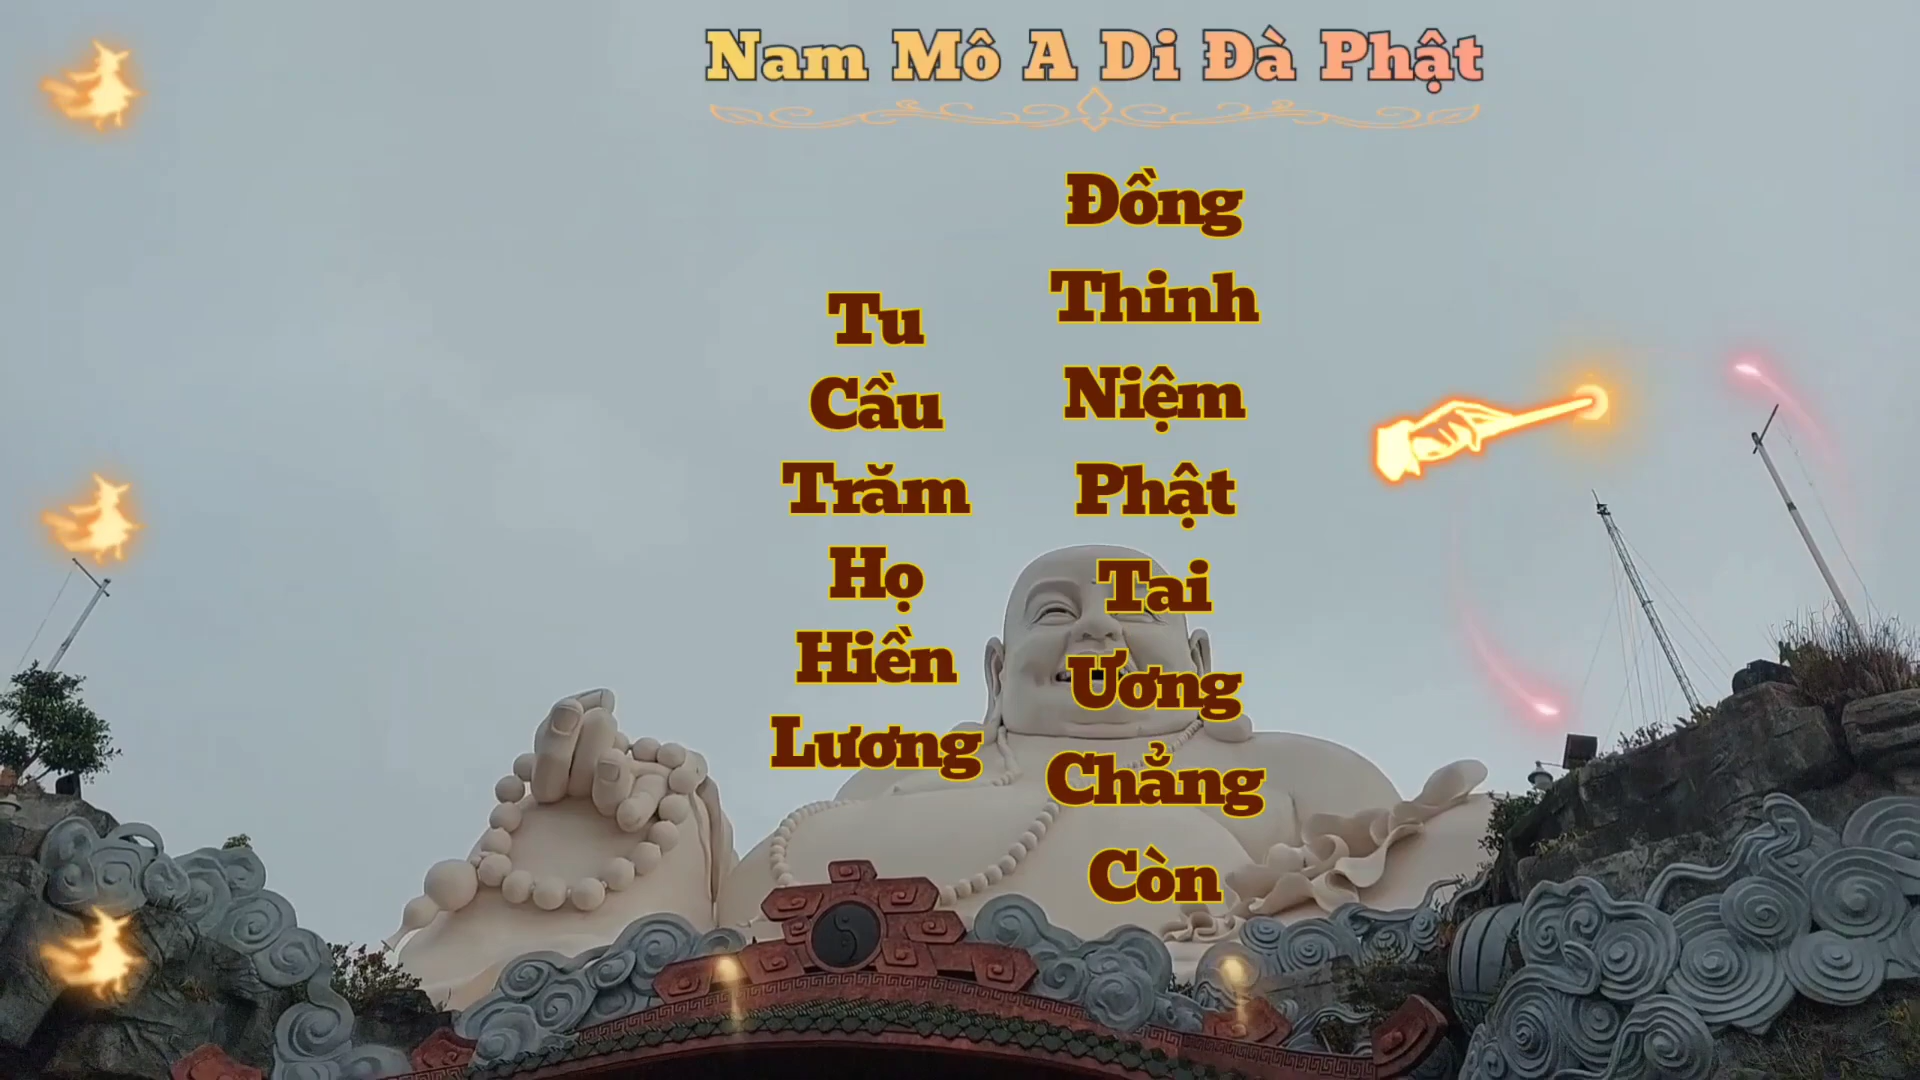 Nam Mô A Di Đà Phật
Tu
Cầu
Trăm
Họ
Hiền
Lương
Đồng
Thinh
Niệm
Phật
Tai
Ương
Chẳng
Còn